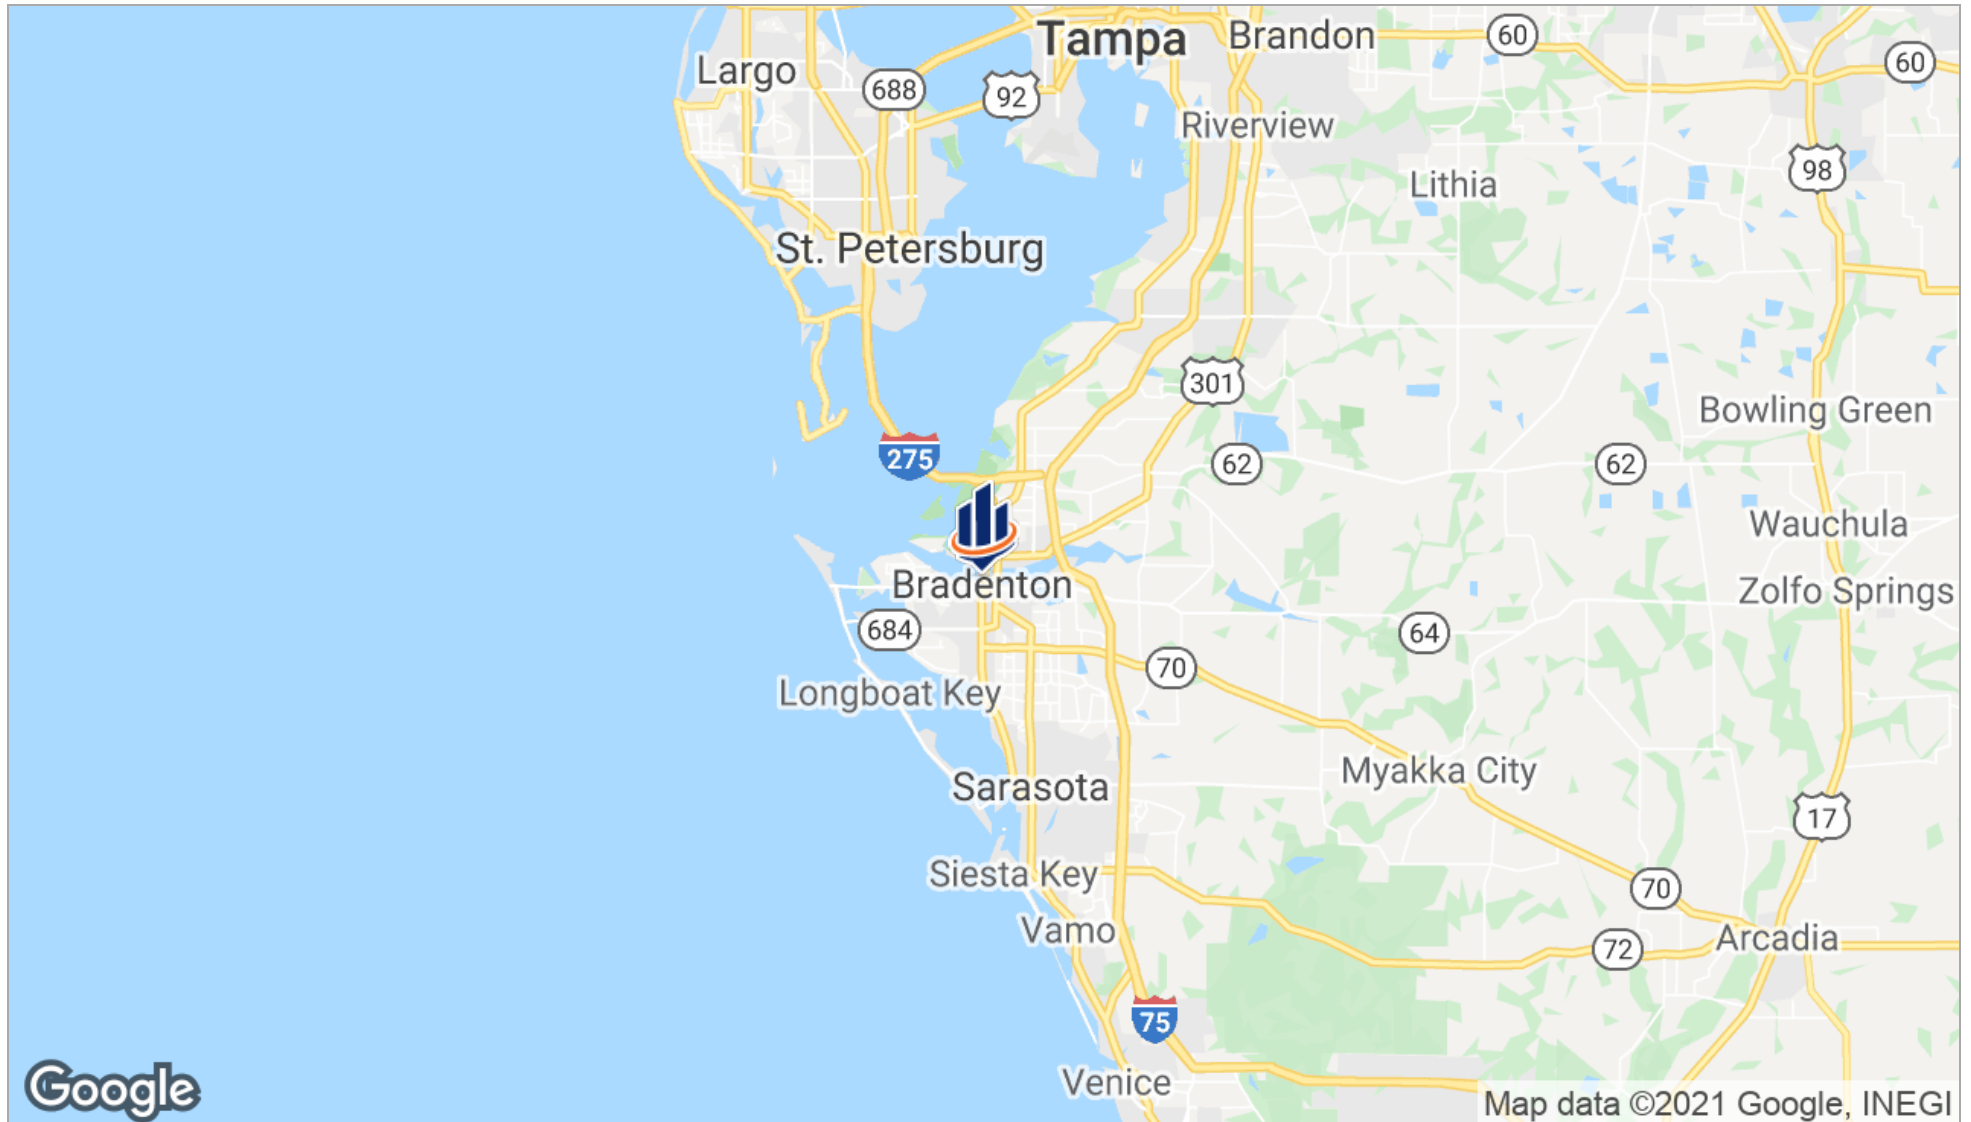 Tampa
Brandon
60
Largo
60
688
92
Riverview
98
Lithia
St. Petersburg
301
Bowling Green
275
62
62
Wauchula
Bradenton
Zolfo Springs
684
64
70
Longboat Key
Myakka City
Sarasota
17
Siesta Key
70
Vamo
Arcadia
72
75
Venice
Google
Map data ©2021 Google, INEGI